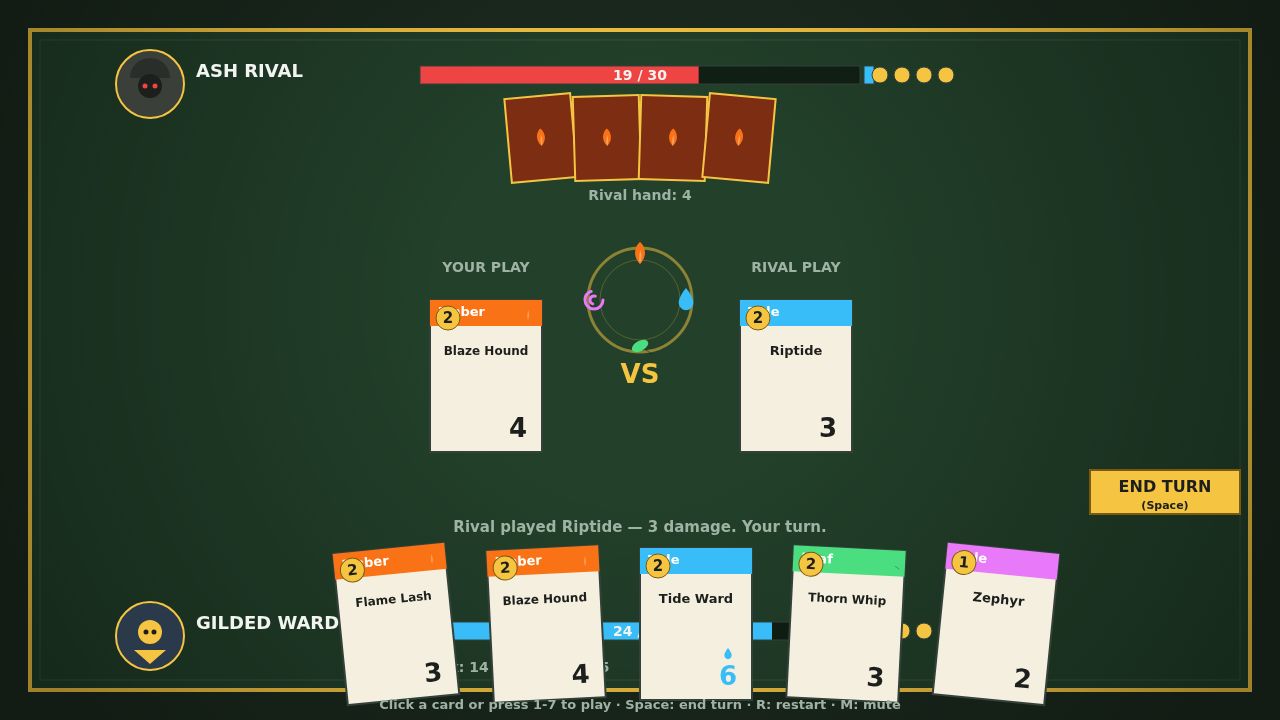 ASH RIVAL
19 / 30
Rival hand: 4
YOUR PLAY
RIVAL PLAY
2
Blaze Hound
4
VS
2
Riptide
3
END TURN
(Space)
Rival played Riptide — 3 damage. Your turn.
GILDED WARD
24
14
2
Flame Lash
3
2
Blaze Hound
4
2
Tide Ward
6
2
Thorn Whip
3
1
Zephyr
2
Click a card or press 1-7 to play · Space: end turn · R: restart · M: mute